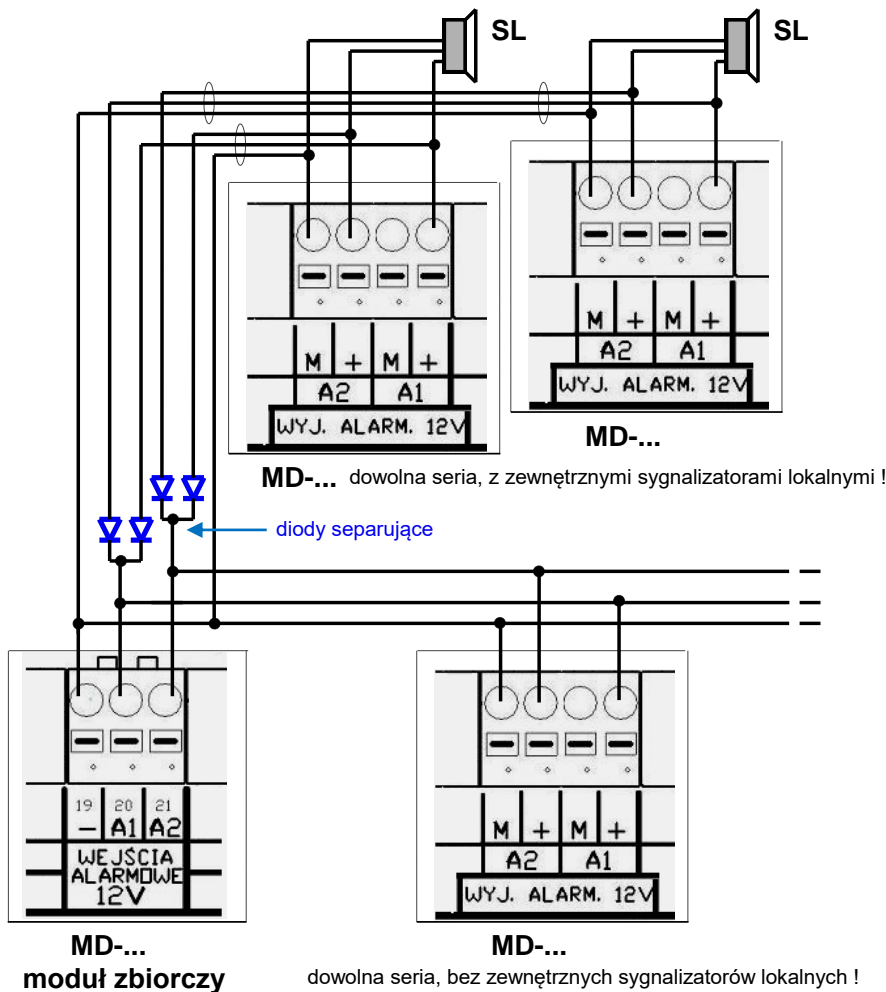 SL
SL
M + M +
A2 A1
WYJ. ALARM. 12V
M + M +
A2 A1
WYJ. ALARM. 12V
MD-...
MD-... dowolna seria, z zewnętrznymi sygnalizatorami lokalnymi !
diody separujące
19 20 21
– A1 A2
WEJŚCIA
ALARMOWE
12V
M + M +
A2 A1
WYJ. ALARM. 12V
MD-...
moduł zbiorczy
MD-...
dowolna seria, bez zewnętrznych sygnalizatorów lokalnych !